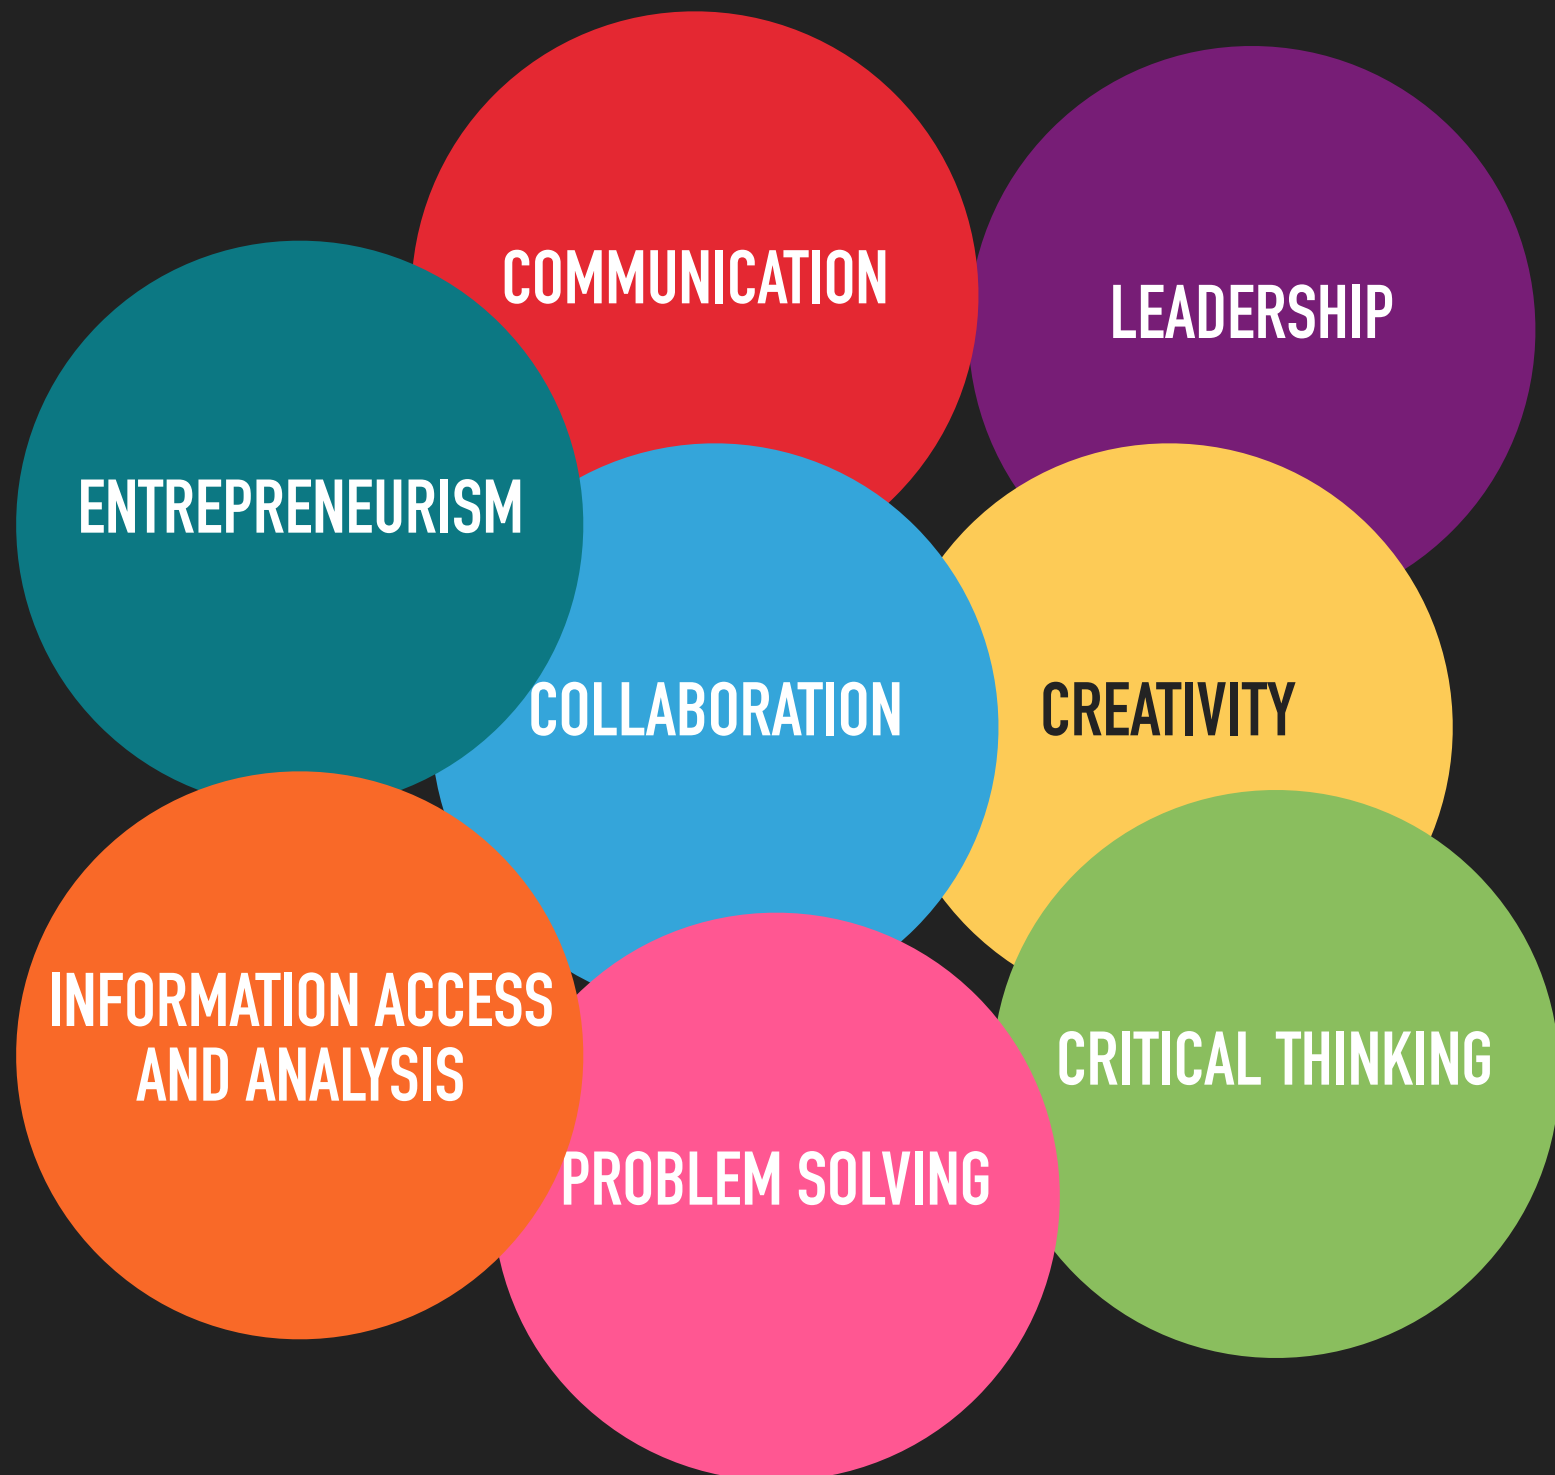 COMMUNICATION
LEADERSHIP
ENTREPRENEURISM
COLLABORATION
CREATIVITY
INFORMATION ACCESS
AND ANALYSIS
CRITICAL THINKING
PROBLEM SOLVING